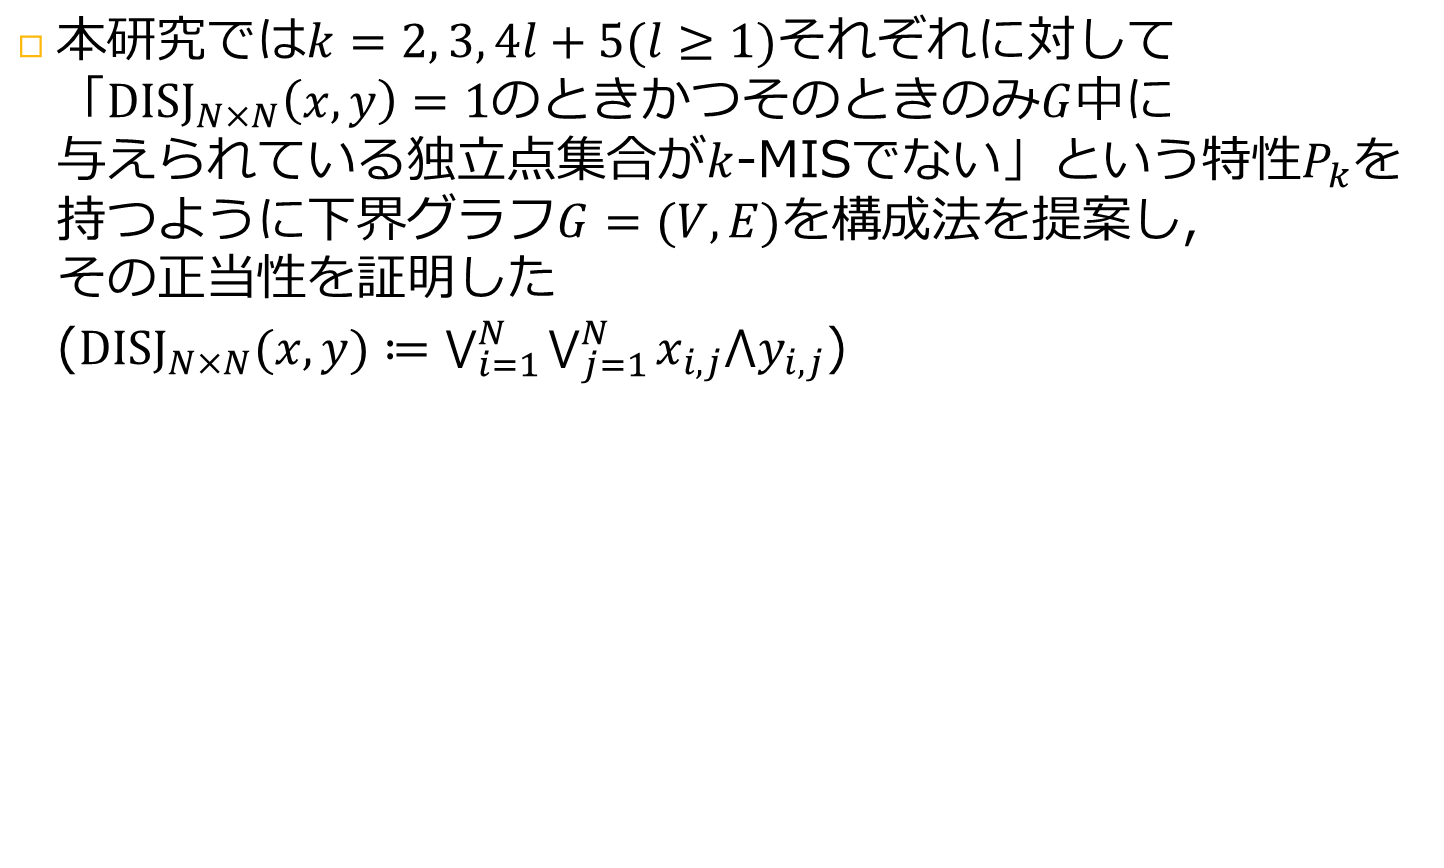 本研究では𝑘 = 2, 3, 4𝑙 + 5(𝑙 ≥ 1)それぞれに対して
「DISJ_{𝑁×𝑁}(𝑥, 𝑦) = 1のときかつそのときのみ𝐺中に
与えられている独立点集合が𝑘-MISでない」という特性𝑃_𝑘を
持つように下界グラフ𝐺 = (𝑉, 𝐸)を構成法を提案し,
その正当性を証明した
(DISJ_{𝑁×𝑁}(𝑥, 𝑦) ≔ ⋁_{𝑖=1}^{𝑁} ⋁_{𝑗=1}^{𝑁} 𝑥_{𝑖,𝑗}⋀𝑦_{𝑖,𝑗})